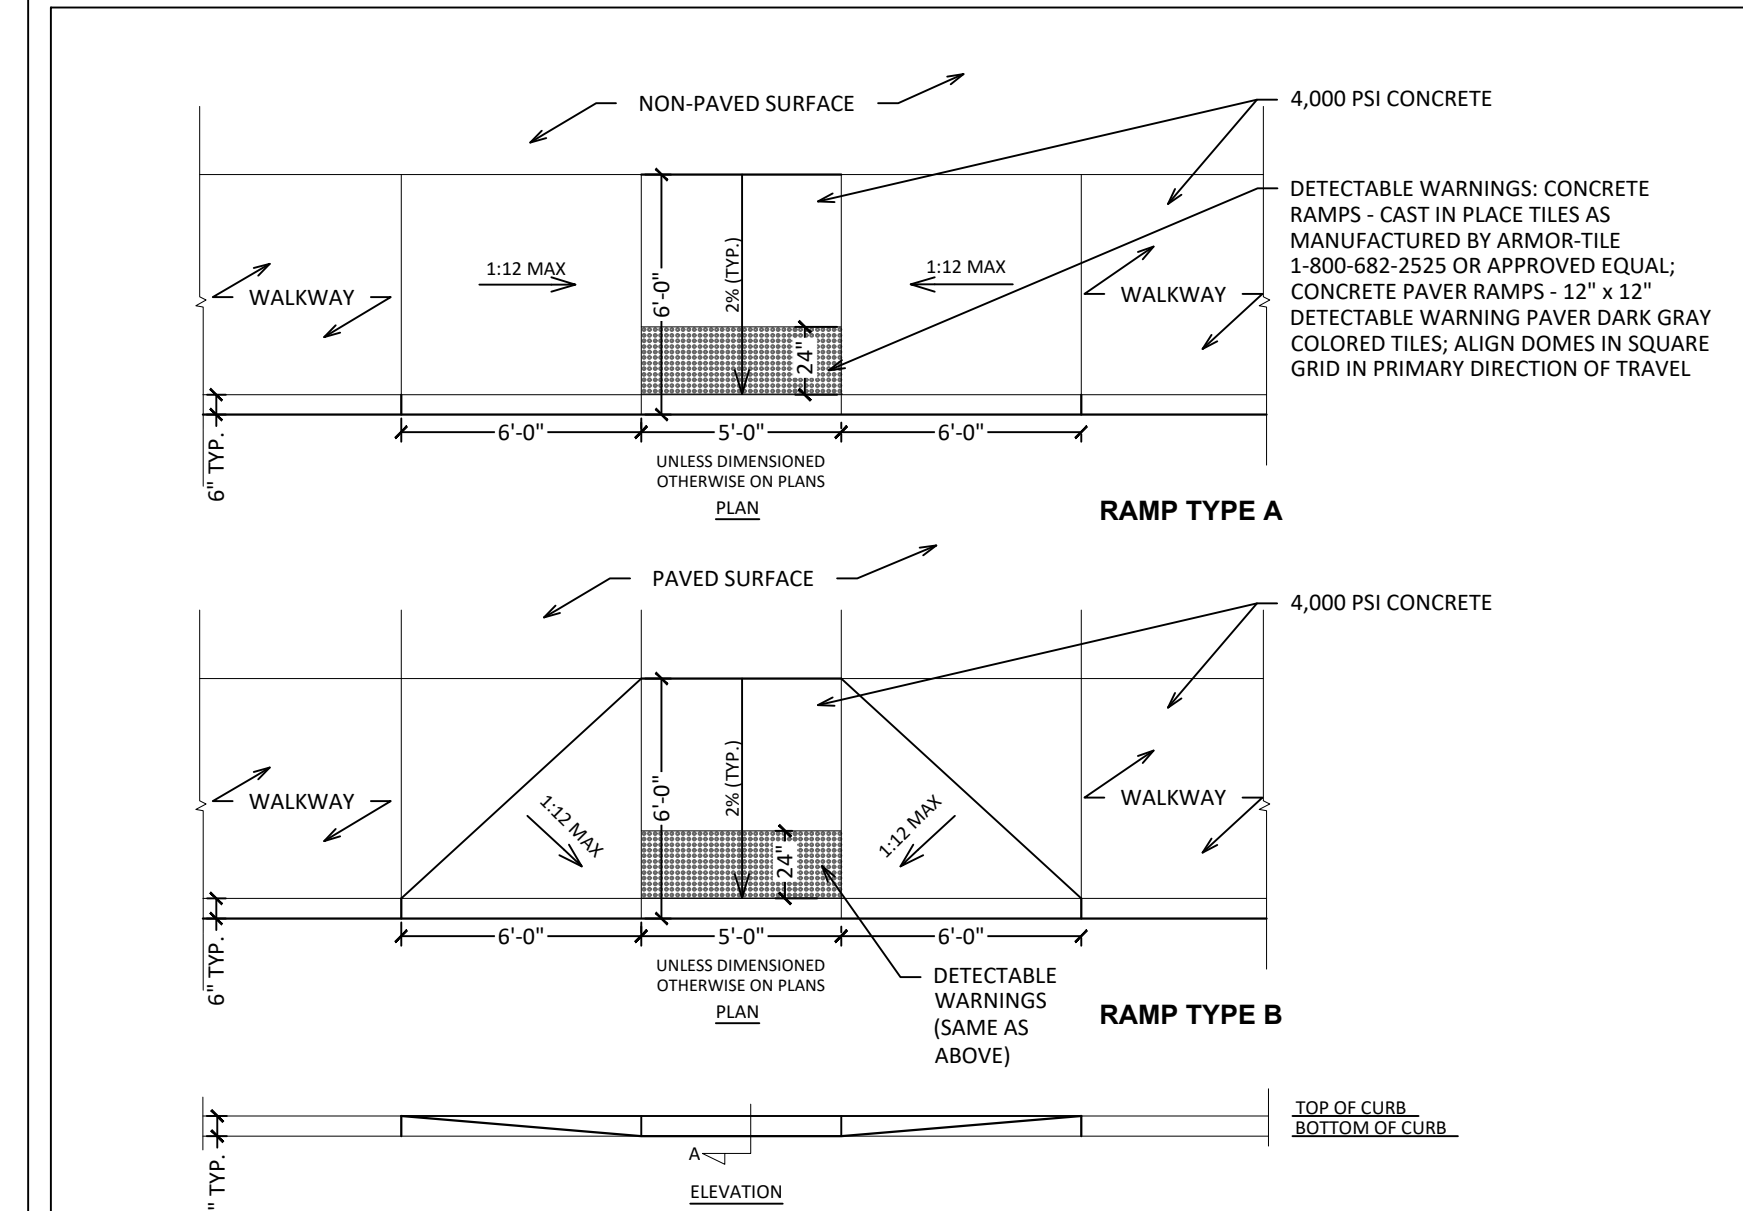 NON-PAVED SURFACE
4,000 PSI CONCRETE
DETECTABLE WARNINGS: CONCRETE
RAMPS - CAST IN PLACE TILES AS
MANUFACTURED BY ARMOR-TILE
1-800-682-2525 OR APPROVED EQUAL;
CONCRETE PAVER RAMPS - 12" x 12"
DETECTABLE WARNING PAVER DARK GRAY
COLORED TILES; ALIGN DOMES IN SQUARE
GRID IN PRIMARY DIRECTION OF TRAVEL
WALKWAY
1:12 MAX
6'-0"
2% (TYP.)
24"
1:12 MAX
WALKWAY
6" TYP.
6'-0"
5'-0"
6'-0"
UNLESS DIMENSIONED
OTHERWISE ON PLANS
PLAN
RAMP TYPE A
PAVED SURFACE
4,000 PSI CONCRETE
WALKWAY
1:12 MAX
6'-0"
2% (TYP.)
24"
1:12 MAX
WALKWAY
6" TYP.
6'-0"
5'-0"
6'-0"
UNLESS DIMENSIONED
OTHERWISE ON PLANS
PLAN
DETECTABLE
WARNINGS
(SAME AS
ABOVE)
RAMP TYPE B
TOP OF CURB
BOTTOM OF CURB
" TYP.
A
ELEVATION